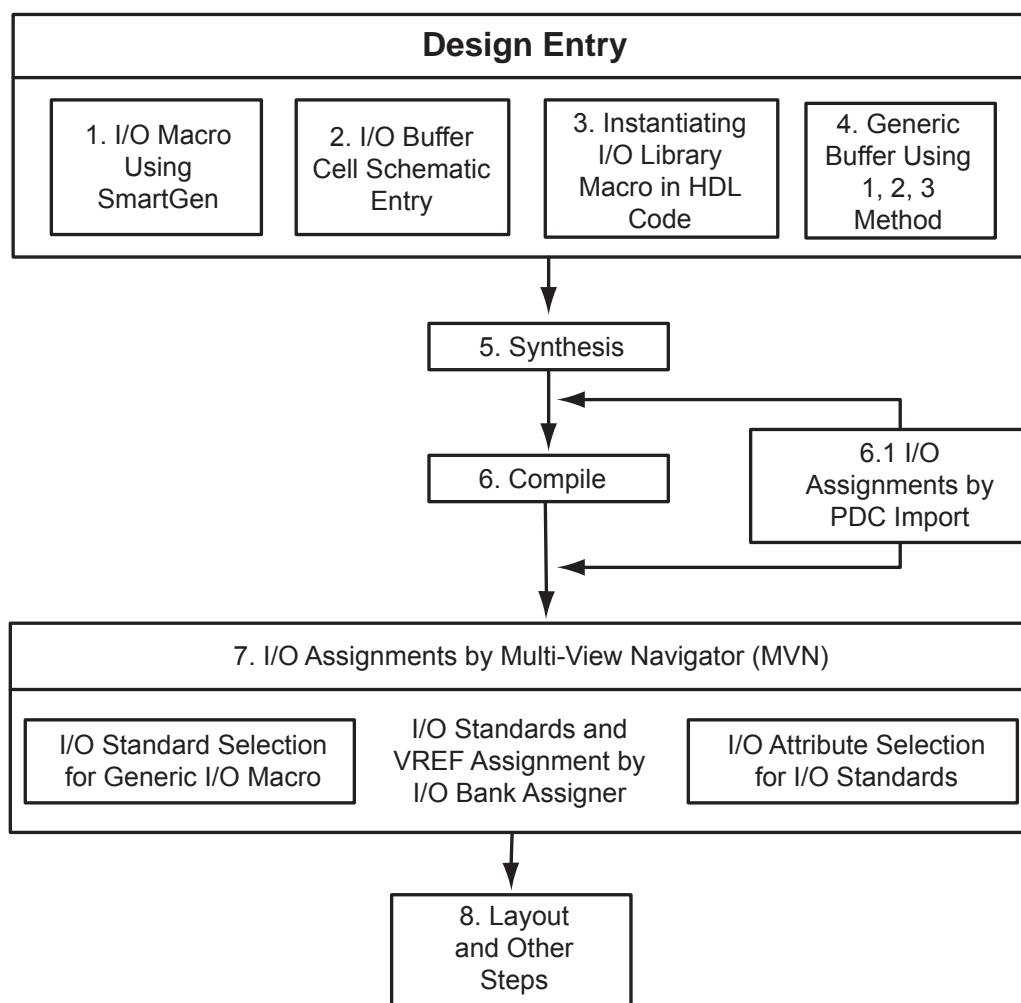 Design Entry
1. I/O Macro
Using
SmartGen
2. I/O Buffer
Cell Schematic
Entry
3. Instantiating
I/O Library
Macro in HDL
Code
4. Generic
Buffer Using
1, 2, 3
Method
5. Synthesis
6. Compile
6.1 I/O
Assignments by
PDC Import
7. I/O Assignments by Multi-View Navigator (MVN)
I/O Standard Selection
for Generic I/O Macro
I/O Standards and
VREF Assignment by
I/O Bank Assigner
I/O Attribute Selection
for I/O Standards
8. Layout
and Other
Steps